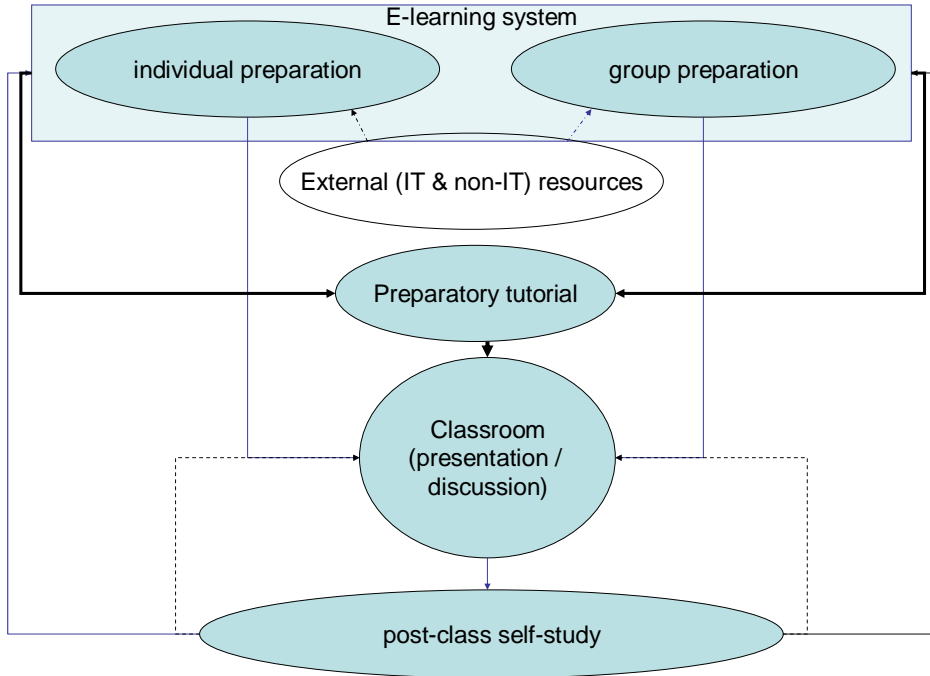 E-learning system
individual preparation
group preparation
External (IT & non-IT) resources
Preparatory tutorial
Classroom
(presentation /
discussion)
post-class self-study